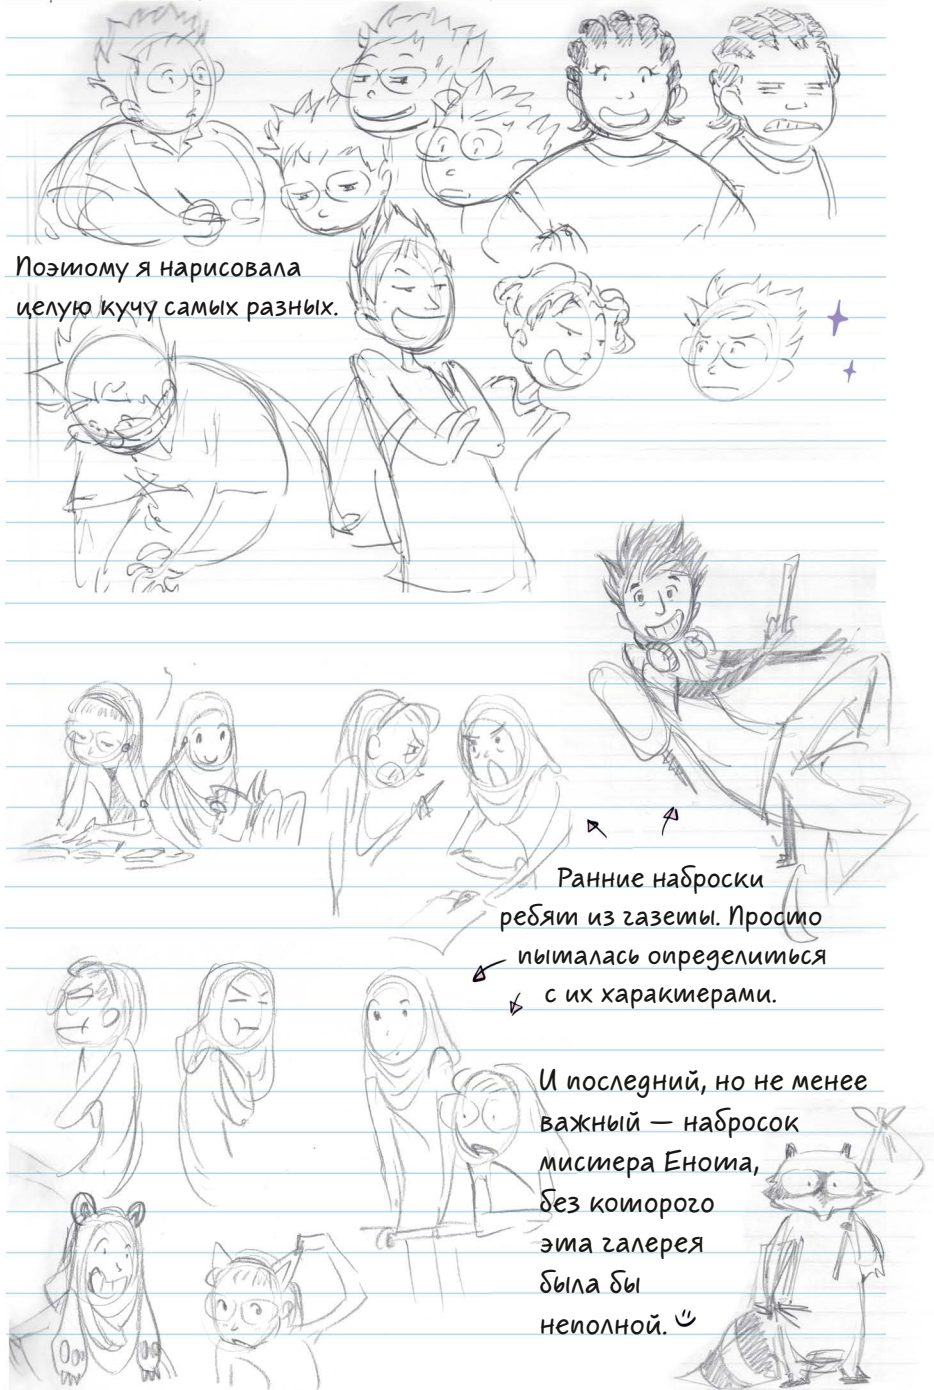 Поэтому я нарисовала
целую кучу самых разных.
Ранние наброски
ребят из газеты. Просто
пыталась определиться
с их характерами.
И последний, но не менее
важный — набросок
мистера Енота,
без которого
эта галерея
была бы
неполной.